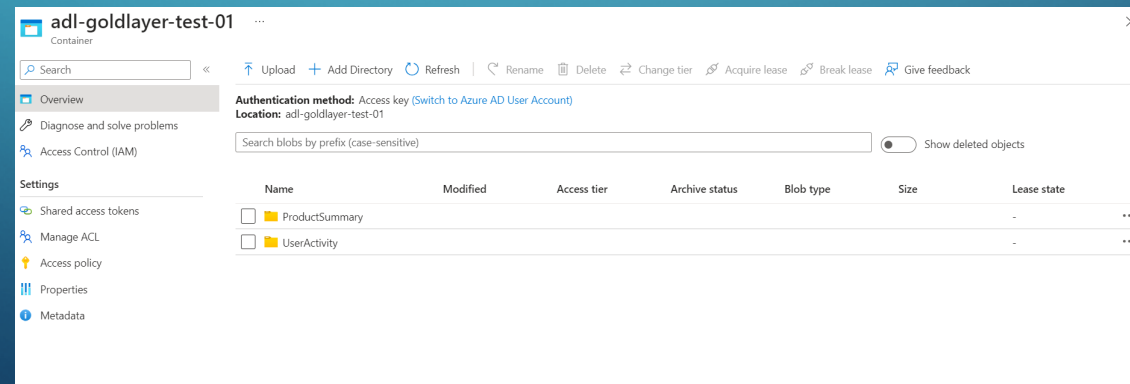 adl-goldlayer-test-01 ...
Container
Search «
Upload + Add Directory Refresh Rename Delete Change tier Acquire lease Break lease Give feedback
Overview
Diagnose and solve problems
Access Control (IAM)
Settings
Shared access tokens
Manage ACL
Access policy
Properties
Metadata
Authentication method: Access key (Switch to Azure AD User Account)
Location: adl-goldlayer-test-01
Search blobs by prefix (case-sensitive) Show deleted objects
Name Modified Access tier Archive status Blob type Size Lease state
ProductSummary -
UserActivity -